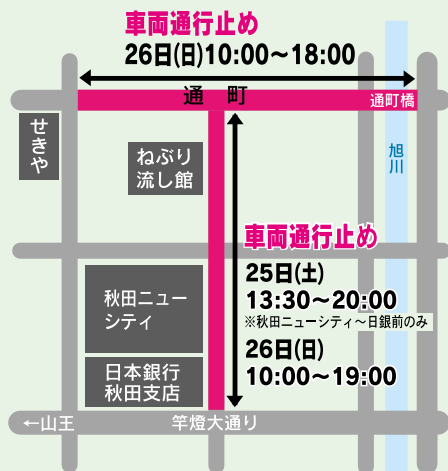 車両通行止め
26日(日)10:00～18:00
通 町
通町橋
せきや
ねぶり
流し館
旭川
車両通行止め
25日(土)
13:30～20:00
※秋田ニューシティ～日銀前のみ
26日(日)
10:00～19:00
秋田ニュー
シティ
日本銀行
秋田支店
←山王
竿燈大通り